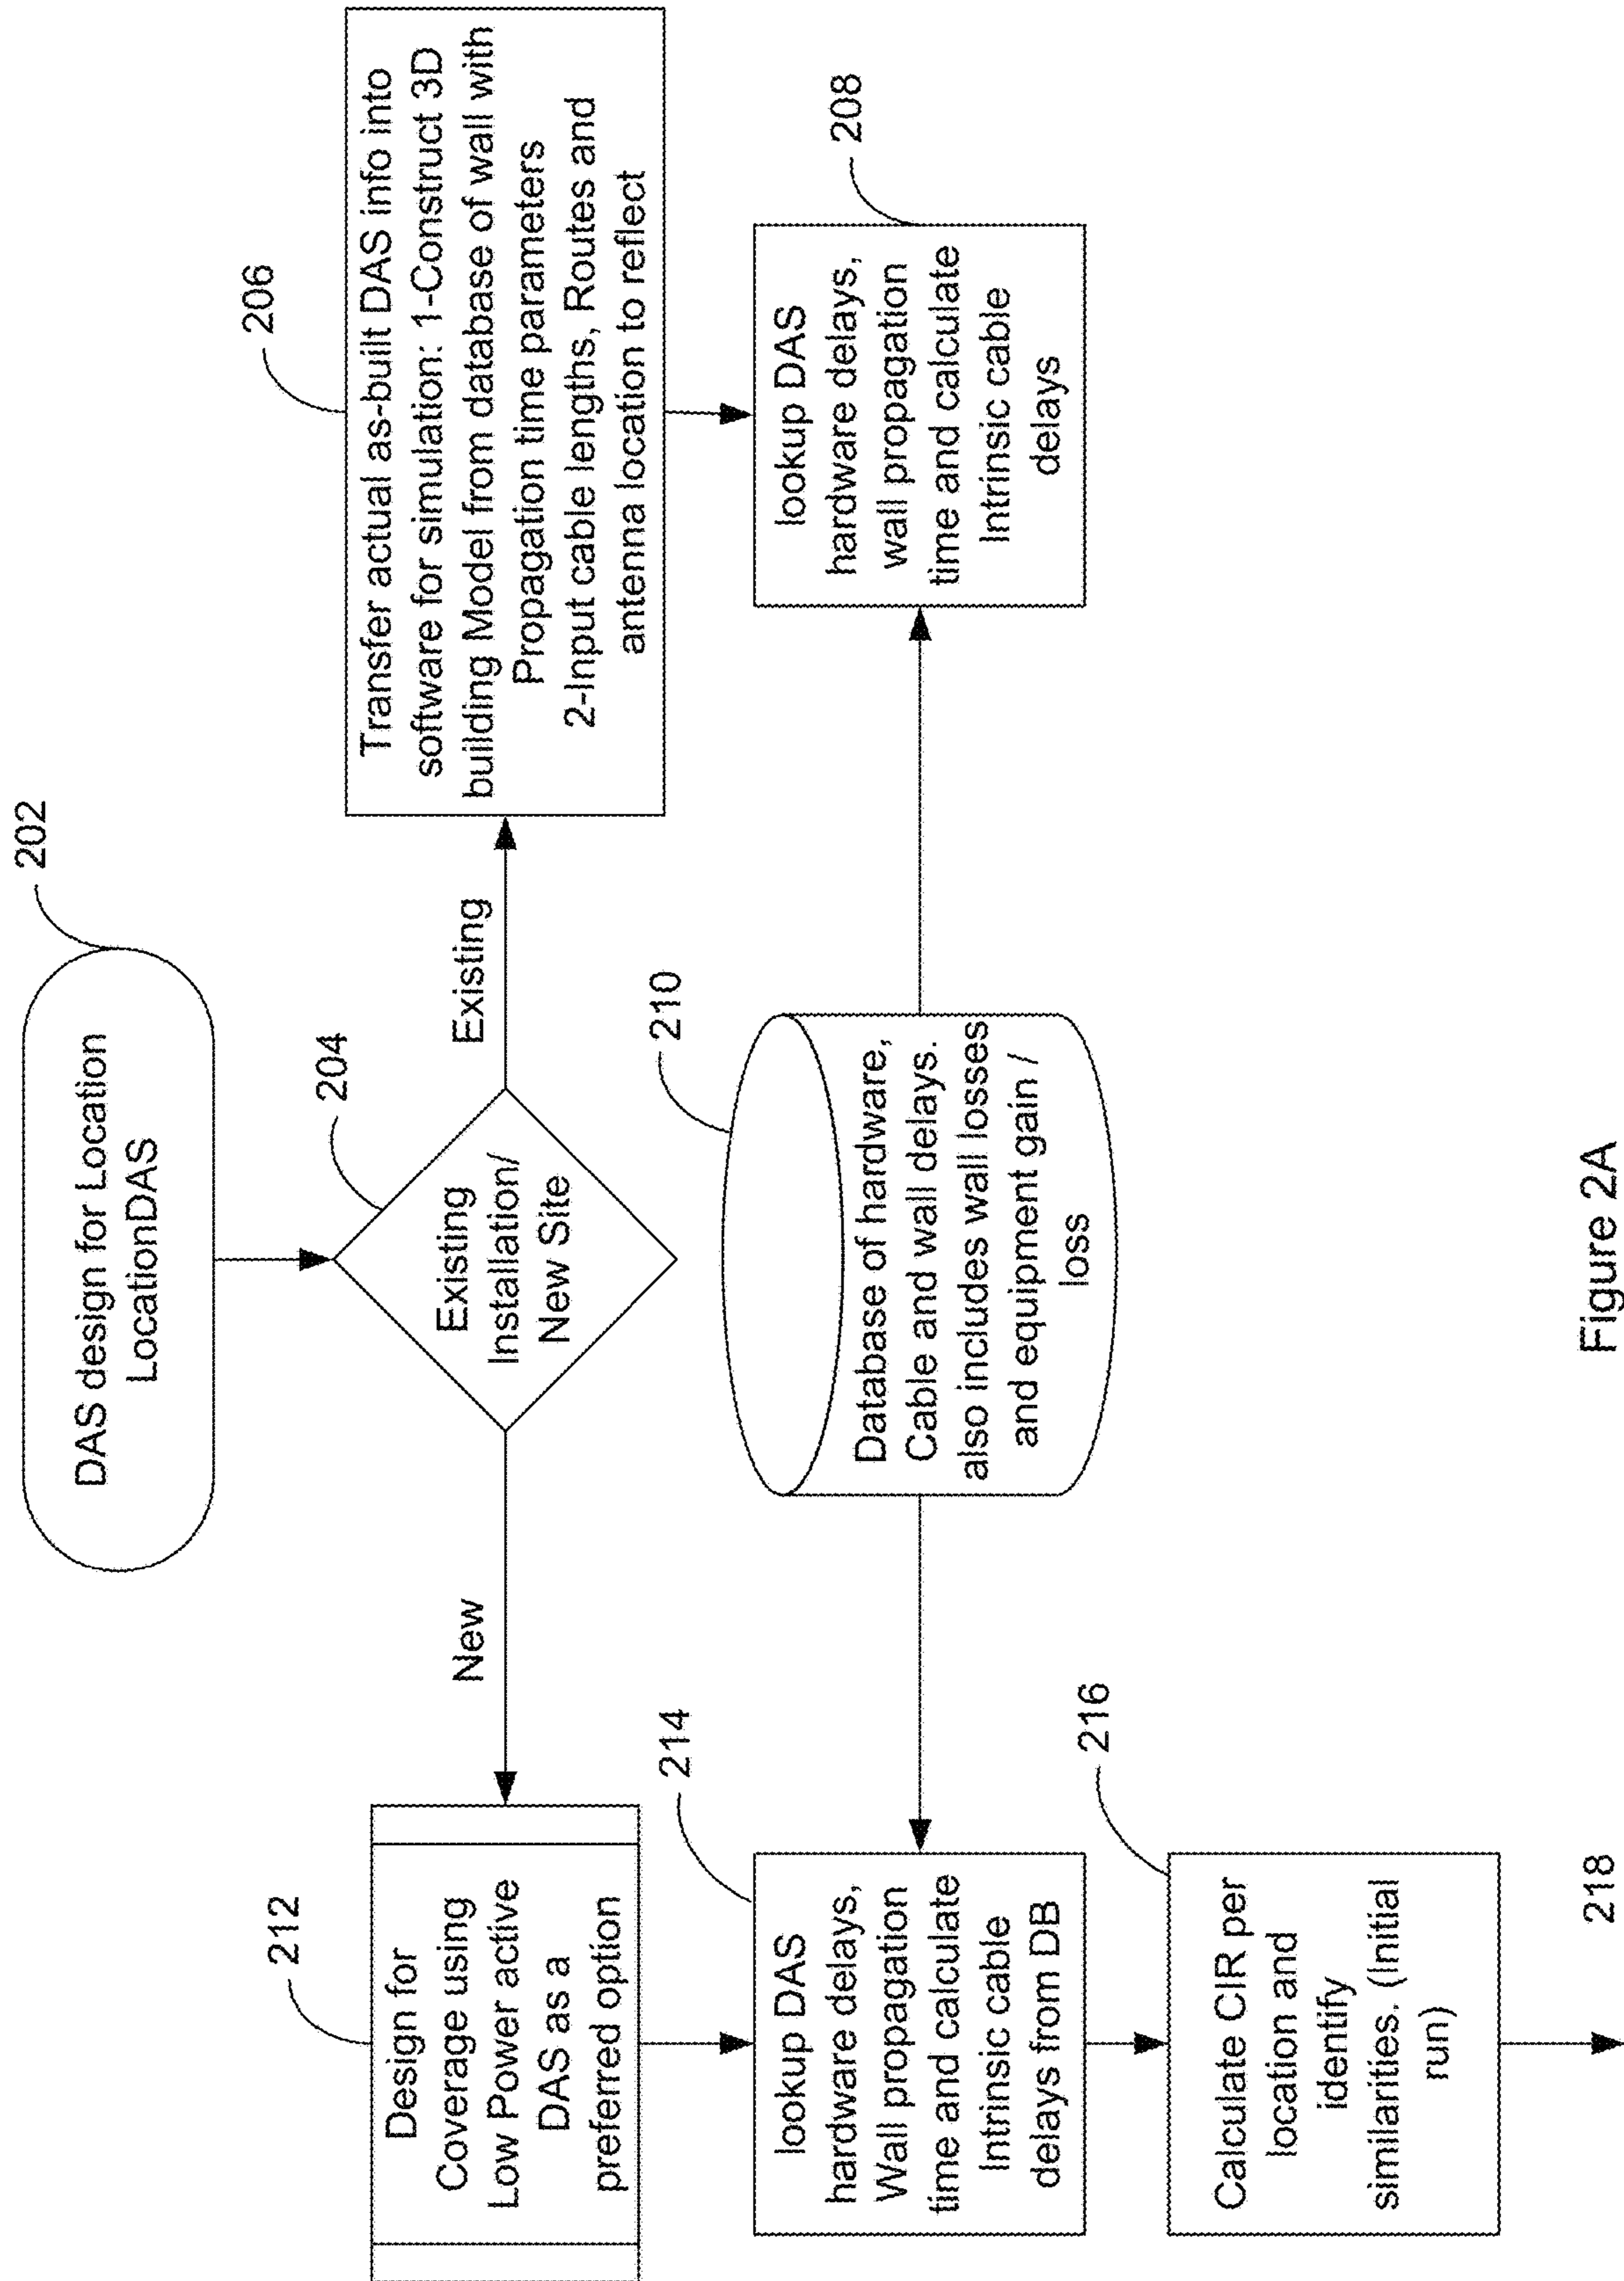 202
DAS design for Location
LocationDAS
204
Existing
Installation/
New Site
New
Existing
206
Transfer actual as-built DAS info into
software for simulation: 1-Construct 3D
building Model from database of wall with
Propagation time parameters
2-Input cable lengths, Routes and
antenna location to reflect
212
Design for
Coverage using
Low Power active
DAS as a
preferred option
210
Database of hardware,
Cable and wall delays.
also includes wall losses
and equipment gain /
loss
208
lookup DAS
hardware delays,
wall propagation
time and calculate
Intrinsic cable
delays
214
lookup DAS
hardware delays,
Wall propagation
time and calculate
Intrinsic cable
delays from DB
216
Calculate CIR per
location and
identify
similarities. (Initial
run)
218
Figure 2A